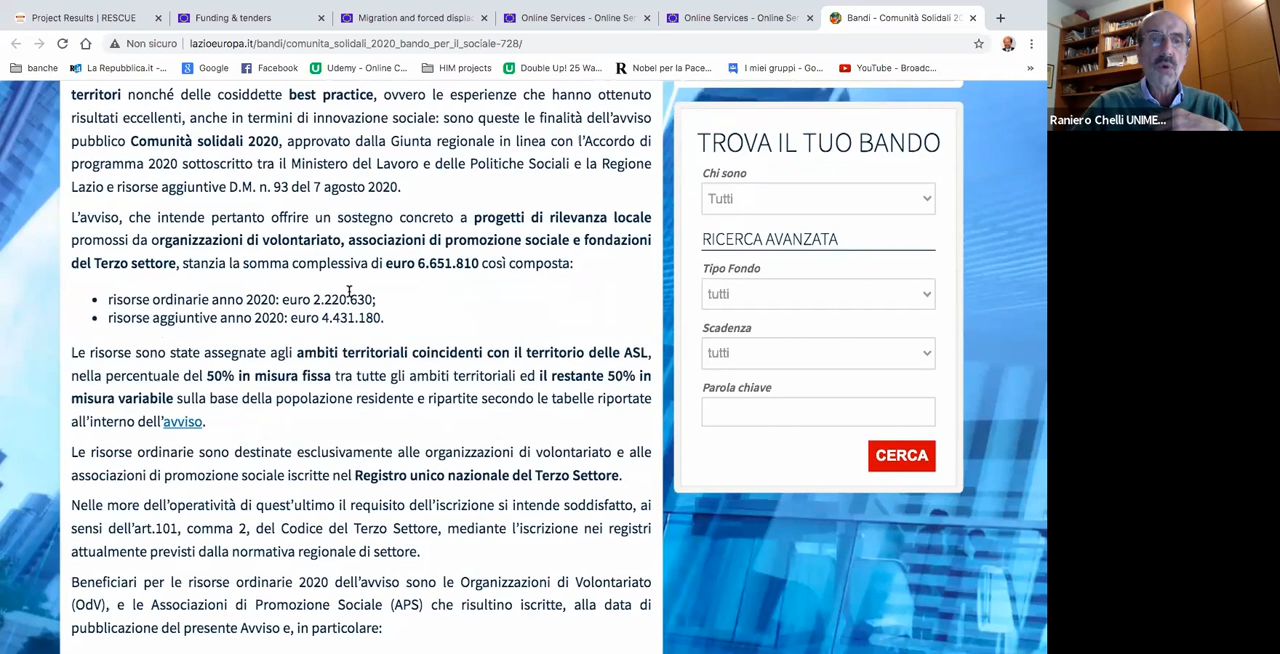 Project Results | RESCUE
Funding & tenders
Migration and forced displac
Online Services - Online Ser
Online Services - Online Ser
Bandi - Comunità Solidali 20
Non sicuro | lazioeuropa.it/bandi/comunita_solidali_2020_bando_per_il_sociale-728/
banche
La Repubblica.it -...
Google
Facebook
Udemy - Online C...
HIM projects
Double Up! 25 Wa...
Nobel per la Pace...
I miei gruppi - Go...
YouTube - Broadc...
»
territori nonché delle cosiddette best practice, ovvero le esperienze che hanno ottenuto
risultati eccellenti, anche in termini di innovazione sociale: sono queste le finalità dell’avviso
pubblico Comunità solidali 2020, approvato dalla Giunta regionale in linea con l’Accordo di
programma 2020 sottoscritto tra il Ministero del Lavoro e delle Politiche Sociali e la Regione
Lazio e risorse aggiuntive D.M. n. 93 del 7 agosto 2020.
L’avviso, che intende pertanto offrire un sostegno concreto a progetti di rilevanza locale
promossi da organizzazioni di volontariato, associazioni di promozione sociale e fondazioni
del Terzo settore, stanzia la somma complessiva di euro 6.651.810 così composta:
• risorse ordinarie anno 2020: euro 2.220.630;
• risorse aggiuntive anno 2020: euro 4.431.180.
Le risorse sono state assegnate agli ambiti territoriali coincidenti con il territorio delle ASL,
nella percentuale del 50% in misura fissa tra tutte gli ambiti territoriali ed il restante 50% in
misura variabile sulla base della popolazione residente e ripartite secondo le tabelle riportate
all’interno dell’avviso.
Le risorse ordinarie sono destinate esclusivamente alle organizzazioni di volontariato e alle
associazioni di promozione sociale iscritte nel Registro unico nazionale del Terzo Settore.
Nelle more dell’operatività di quest’ultimo il requisito dell’iscrizione si intende soddisfatto, ai
sensi dell’art.101, comma 2, del Codice del Terzo Settore, mediante l’iscrizione nei registri
attualmente previsti dalla normativa regionale di settore.
Beneficiari per le risorse ordinarie 2020 dell’avviso sono le Organizzazioni di Volontariato
(OdV), e le Associazioni di Promozione Sociale (APS) che risultino iscritte, alla data di
pubblicazione del presente Avviso e, in particolare:
TROVA IL TUO BANDO
Chi sono
Tutti
RICERCA AVANZATA
Tipo Fondo
tutti
Scadenza
tutti
Parola chiave
CERCA
Raniero Chelli UNIME...